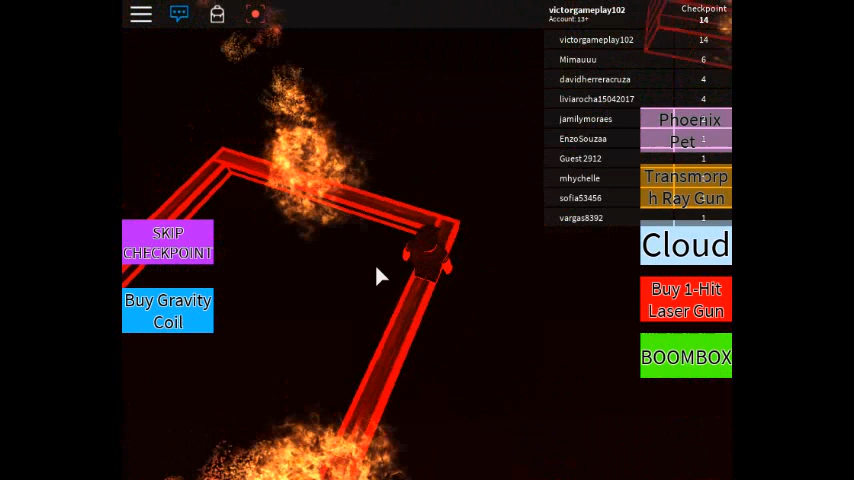 victorgameplay102
Account: 13+
Checkpoint
14
victorgameplay102 14
Mimauuu 6
davidherreracruza 4
liviarocha15042017 4
jamilymoraes
EnzoSouzaa 1
Guest 2912 1
mhychelle
sofia53456
vargas8392 1
Phoenix
Pet
Transmorp
h Ray Gun
Cloud
Buy 1-Hit
Laser Gun
BOOMBOX
SKIP
CHECKPOINT
Buy Gravity
Coil